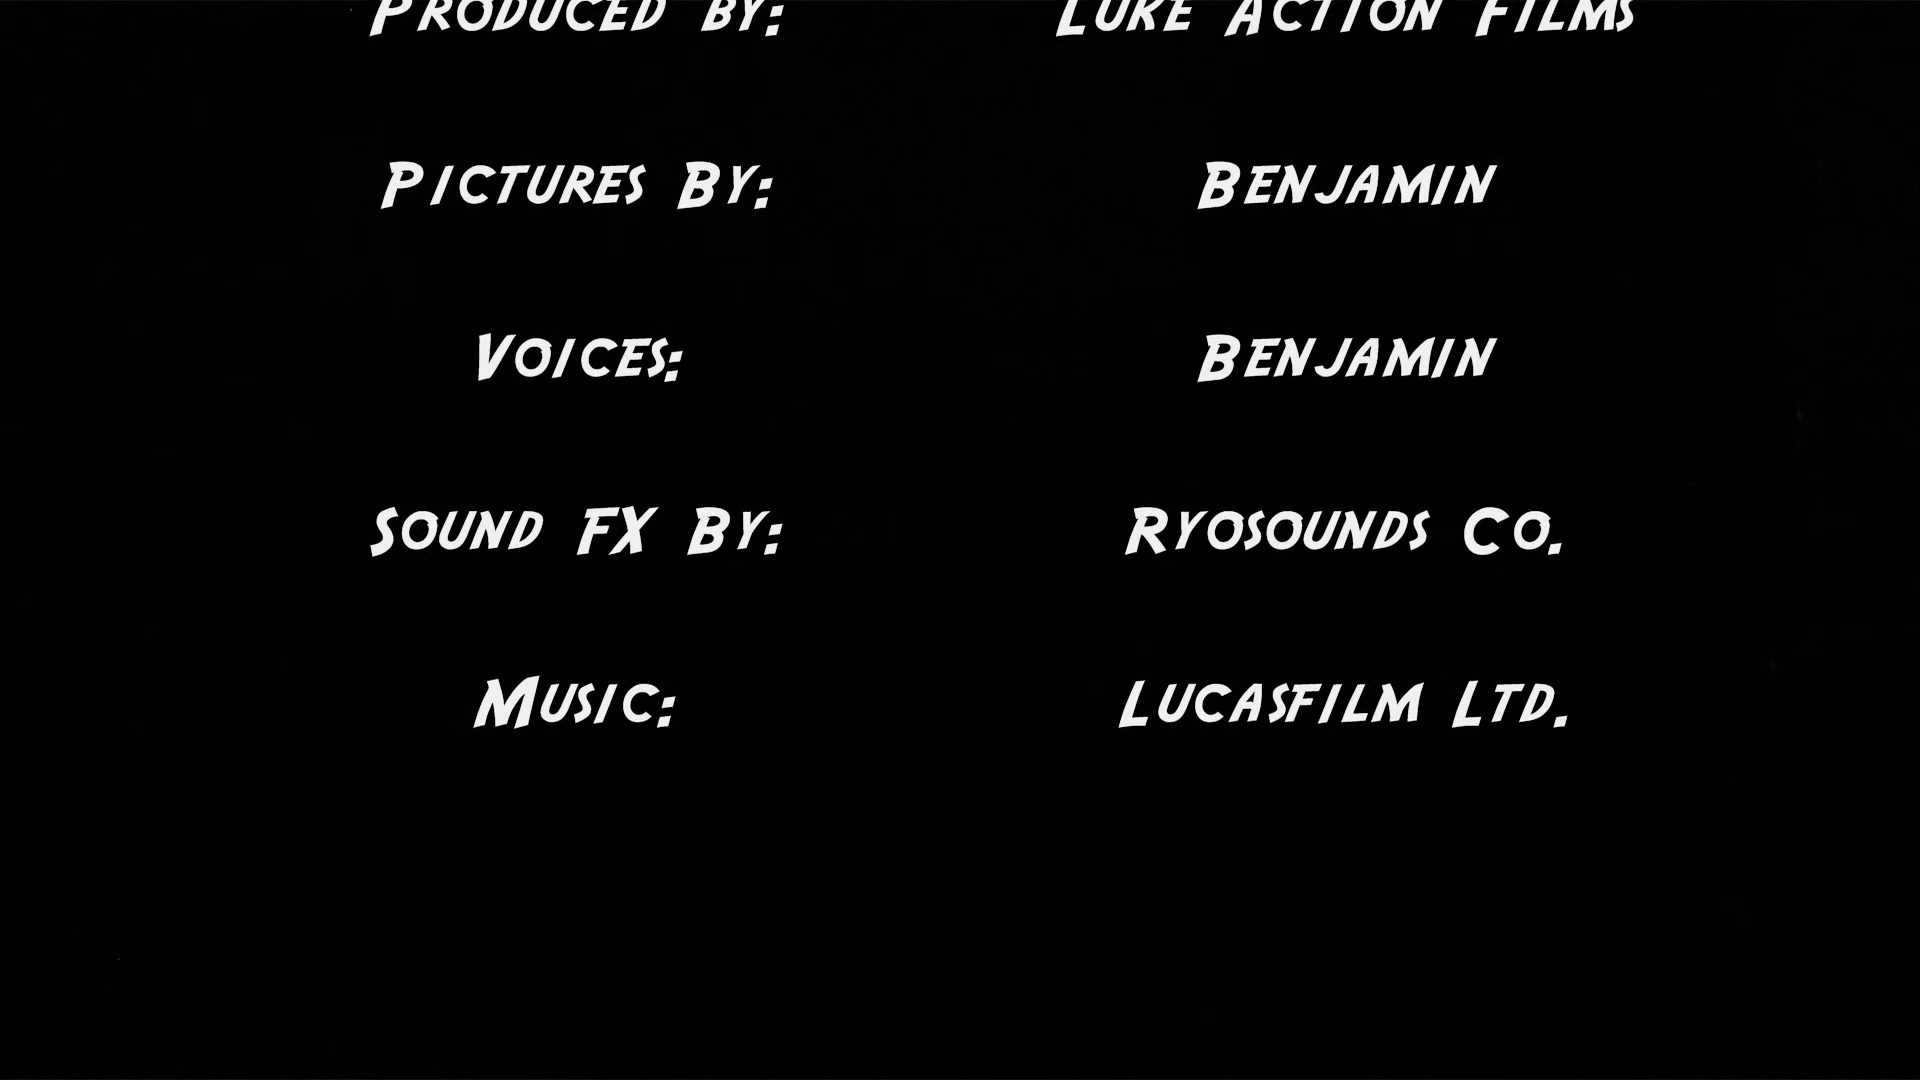 Produced by: Luke Action Films
Pictures By: Benjamin
Voices: Benjamin
Sound FX By: Ryosounds Co.
Music: Lucasfilm Ltd.